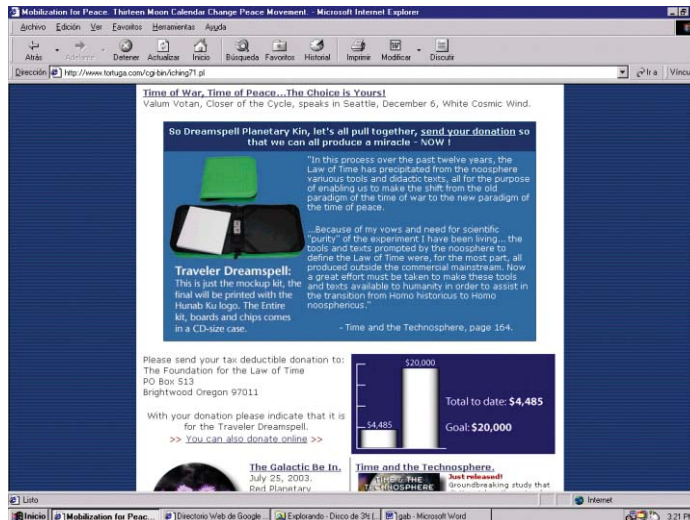 Mobilization for Peace. Thirteen Moon Calendar Change Peace Movement. - Microsoft Internet Explorer
Archivo Edición Ver Favoritos Herramientas Ayuda
Atrás Adelante Detener Actualizar Inicio Búsqueda Favoritos Historial Imprimir Modificar Discutir
Dirección http://www.tortuga.com/cgi-bin/iching71.pl Ir a Víncu
Time of War, Time of Peace...The Choice is Yours!
Valum Votan, Closer of the Cycle, speaks in Seattle, December 6, White Cosmic Wind.
So Dreamspell Planetary Kin, let's all pull together, send your donation so
that we can all produce a miracle - NOW !
"In this process over the past twelve years, the
Law of Time has precipitated from the noosphere
varuious tools and didactic texts, all for the purpose
of enabling us to make the shift from the old
paradigm of the time of war to the new paradigm of
the time of peace.
...Because of my vows and need for scientific
"purity" of the experiment I have been living... the
tools and texts prompted by the noosphere to
define the Law of Time were, for the most part, all
produced outside the commercial mainstream. Now
a great effort must be taken to make these tools
and texts available to humanity in order to assist in
the transition from Homo historicus to Homo
noosphericus."
- Time and the Technosphere, page 164.
Traveler Dreamspell:
This is just the mockup kit, the
final will be printed with the
Hunab Ku logo. The Entire
kit, boards and chips comes
in a CD-size case.
Please send your tax deductible donation to:
The Foundation for the Law of Time
PO Box 513
Brightwood Oregon 97011
With your donation please indicate that it is
for the Traveler Dreamspell.
>> You can also donate online >>
$20,000
$4,485
Total to date: $4,485
Goal: $20,000
The Galactic Be In.
July 25, 2003.
Red Planetary
Time and the Technosphere.
TIME & THE
TECHNOSPHERE
Just released!
Groundbreaking study that
Listo Internet
Inicio Mobilization for Peac... Directorio Web de Google ... Explorando - Disco de 3½ (... gab - Microsoft Word 3:21 PM